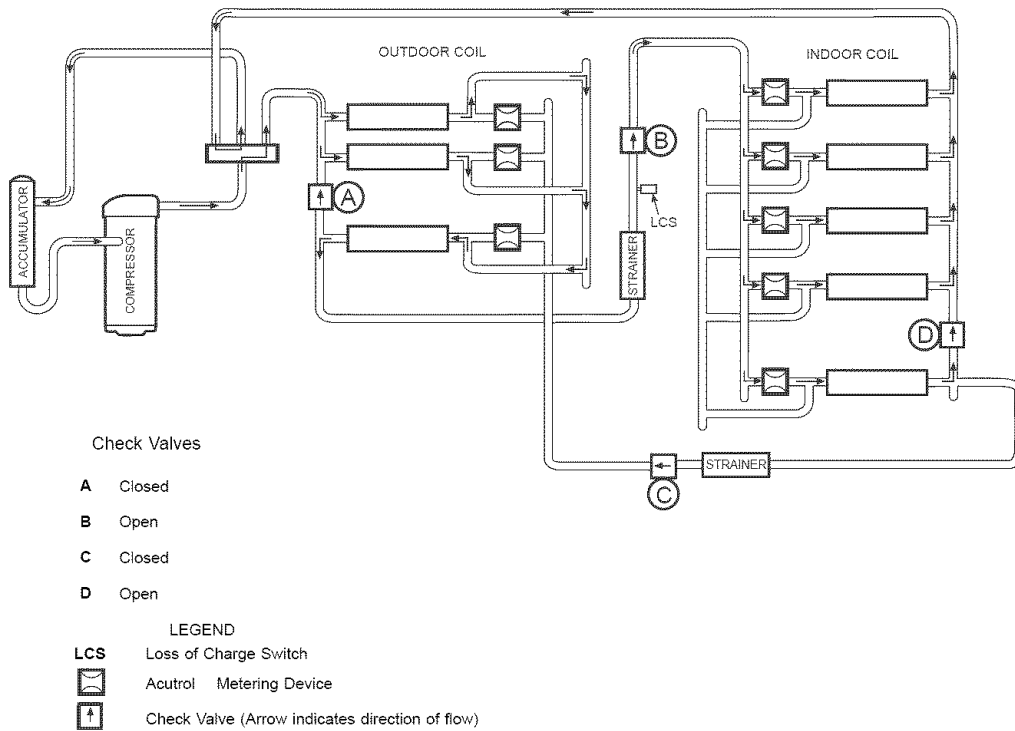 OUTDOOR COIL
INDOOR COIL
B
A
LCS
ACCUMULATOR
COMPRESSOR
STRAINER
D
STRAINER
C
Check Valves
A Closed
B Open
C Closed
D Open
LEGEND
LCS Loss of Charge Switch
Acutrol Metering Device
Check Valve (Arrow indicates direction of flow)